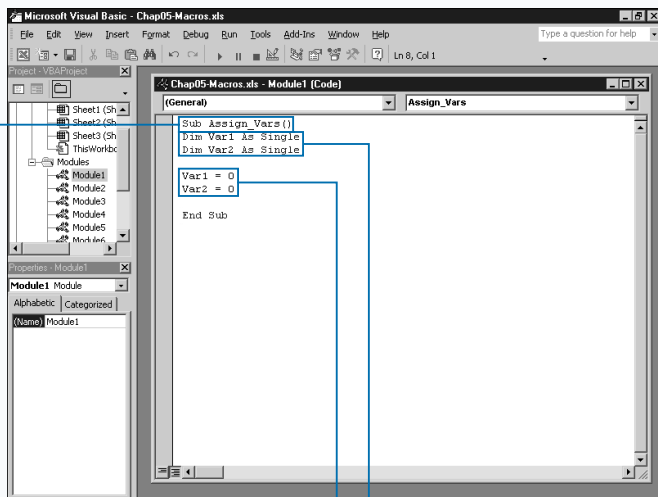 Microsoft Visual Basic - Chap05-Macros.xls
File Edit View Insert Format Debug Run Tools Add-Ins Window Help
Type a question for help
Ln 8, Col 1
Project - VBAProject
Sheet1 (Sh
Sheet2 (Sh
Sheet3 (Sh
ThisWorkbo
Modules
Module1
Module2
Module3
Module4
Module5
Module6
Properties - Module1
Module1 Module
Alphabetic Categorized
(Name) Module1
Chap05-Macros.xls - Module1 (Code)
(General) Assign_Vars
Sub Assign_Vars()
Dim Var1 As Single
Dim Var2 As Single
Var1 = 0
Var2 = 0
End Sub